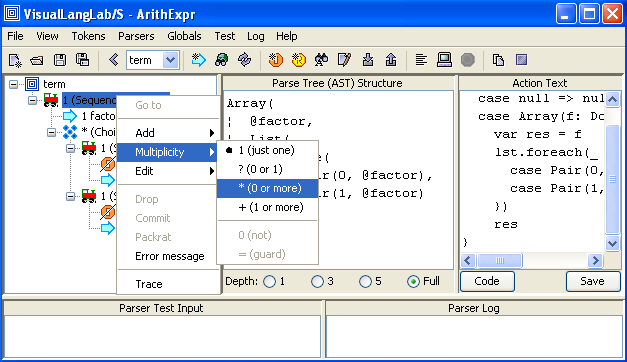 VisualLangLab/S - ArithExpr
File View Tokens Parsers Globals Test Log Help
term
Parse Tree (AST) Structure
Action Text
term
1 (Sequen
1 facto
* (Choi
1 (S
1 (S
Go to
Add
Multiplicity
Edit
Drop
Commit
Packrat
Error message
Trace
1 (just one)
? (0 or 1)
* (0 or more)
+ (1 or more)
0 (not)
= (guard)
Array(
¦ @factor,
List(
e(
ir(0, @factor),
ir(1, @factor)
)
case null => nul
case Array(f: Do
var res = f
lst.foreach(_
case Pair(0,
case Pair(1,
})
res
}
Depth: 1 3 5 Full
Code Save
Parser Test Input
Parser Log